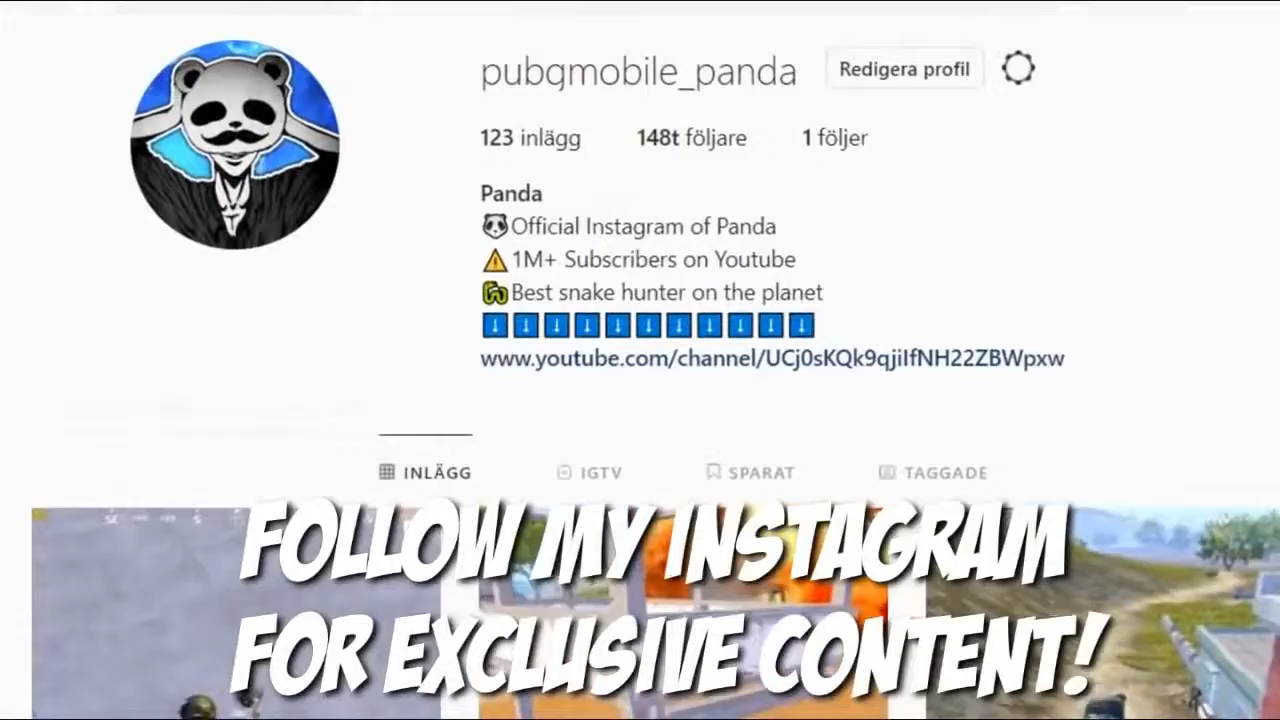 pubgmobile_panda Redigera profil
123 inlägg 148t följare 1 följer
Panda
🐼Official Instagram of Panda
⚠️1M+ Subscribers on Youtube
🐍Best snake hunter on the planet
⬇️⬇️⬇️⬇️⬇️⬇️⬇️⬇️⬇️⬇️⬇️
www.youtube.com/channel/UCj0sKQk9qjiIfNH22ZBWpxw
INLÄGG IGTV SPARAT TAGGADE
FOLLOW MY INSTAGRAM
FOR EXCLUSIVE CONTENT!